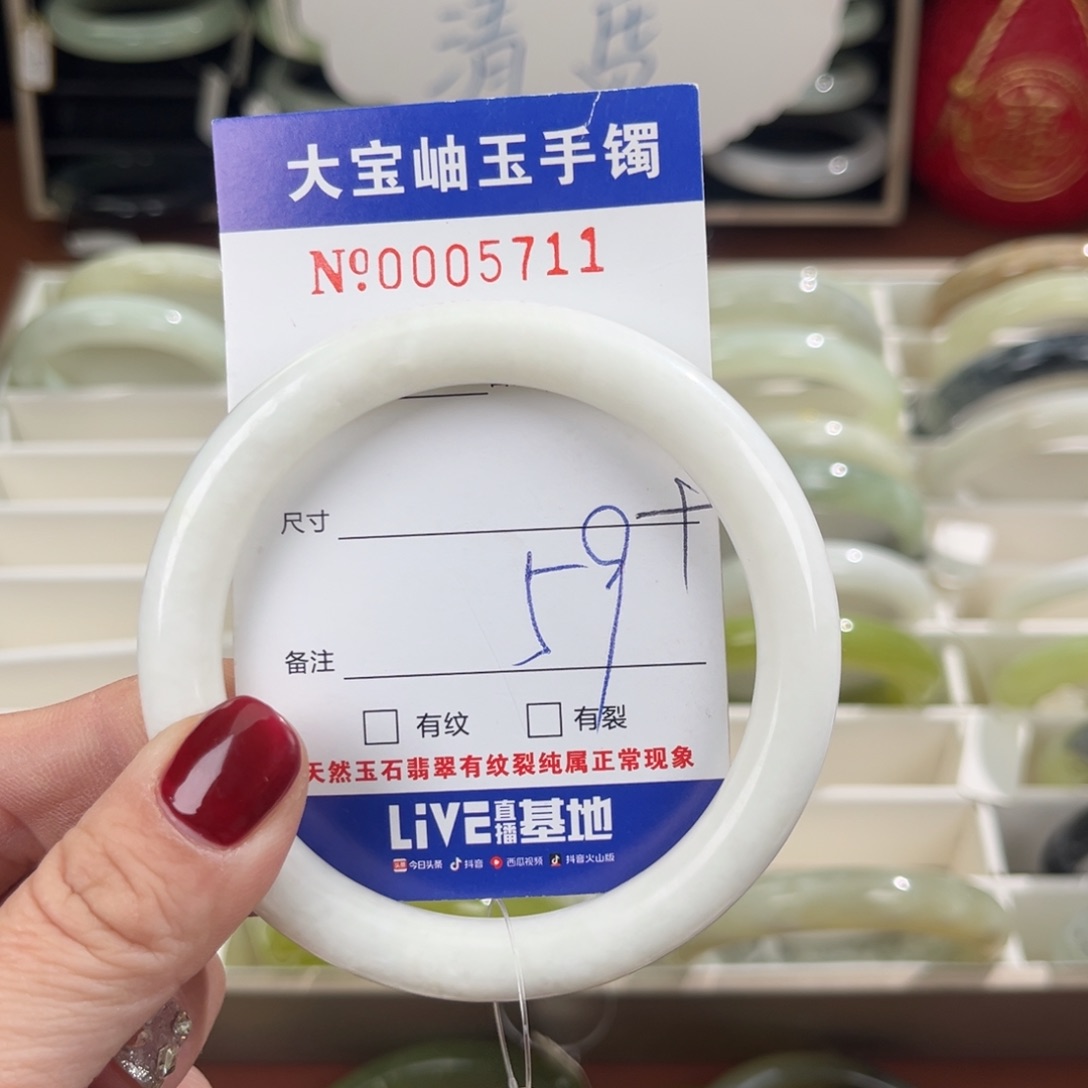 大宝岫玉手镯
Nº.0005711
尺寸
59+
备注
□ 有纹 □ 有裂
天然玉石翡翠有纹裂纯属正常现象
LiVE直播基地
今日头条 抖音 西瓜视频 抖音火山版